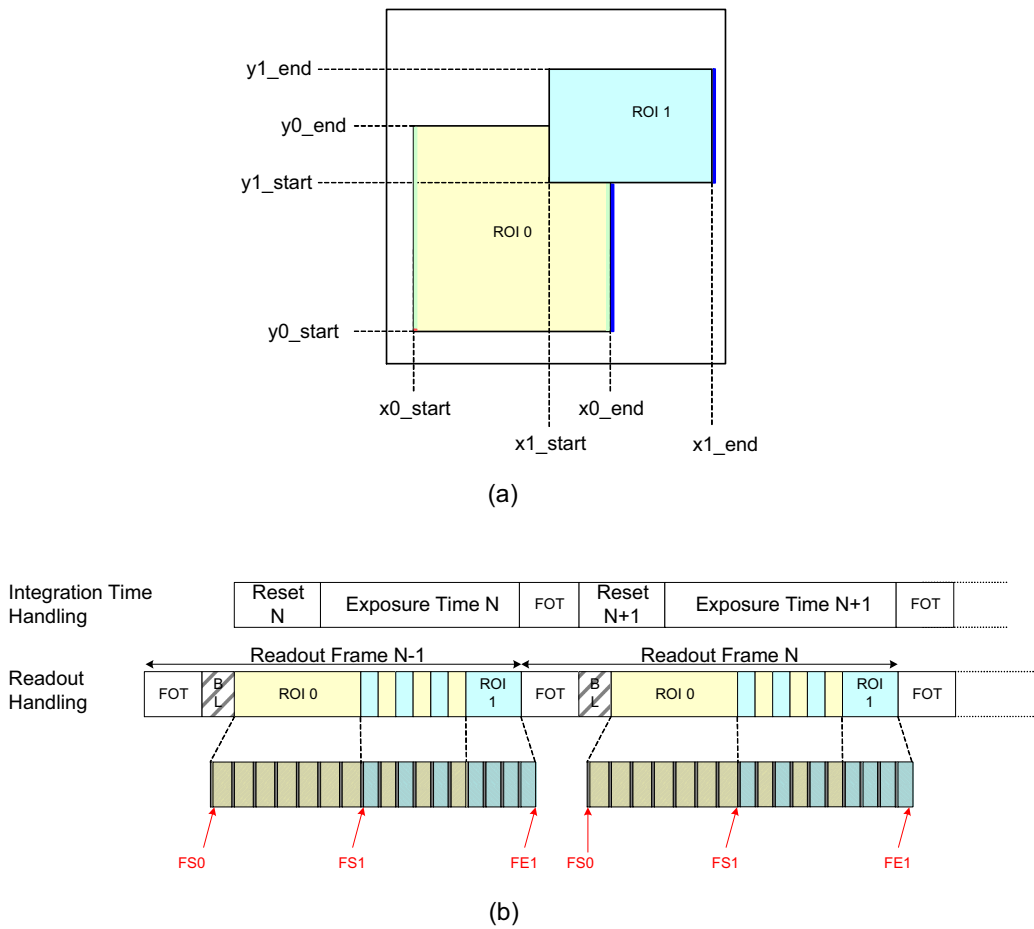 y1_end
ROI 1
y0_end
y1_start
ROI 0
y0_start
x0_start
x0_end
x1_start
x1_end
(a)
Integration Time
Handling
Reset
N
Exposure Time N
FOT
Reset
N+1
Exposure Time N+1
FOT
Readout Frame N-1
Readout Frame N
Readout
Handling
FOT
B
L
ROI 0
ROI
1
FOT
B
L
ROI 0
ROI
1
FOT
FS0
FS1
FE1
FS0
FS1
FE1
(b)